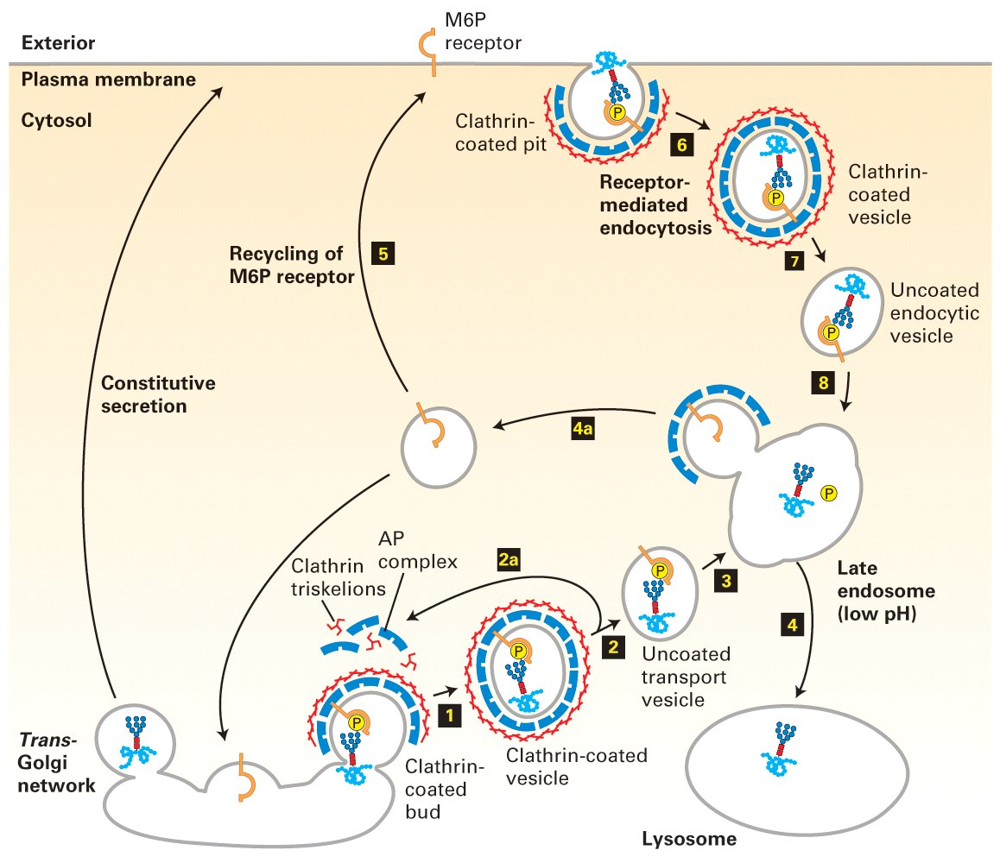 M6P
receptor
Exterior
Plasma membrane
Cytosol
Clathrin-
coated pit
P
6
Receptor-
mediated
endocytosis
P
Clathrin-
coated
vesicle
7
Recycling of
M6P receptor
5
Uncoated
endocytic
vesicle
P
8
Constitutive
secretion
4a
P
AP
complex
Clathrin
triskelions
2a
P
3
Late
endosome
(low pH)
4
2
Uncoated
transport
vesicle
P
1
P
Trans-
Golgi
network
Clathrin-
coated
bud
Clathrin-coated
vesicle
Lysosome